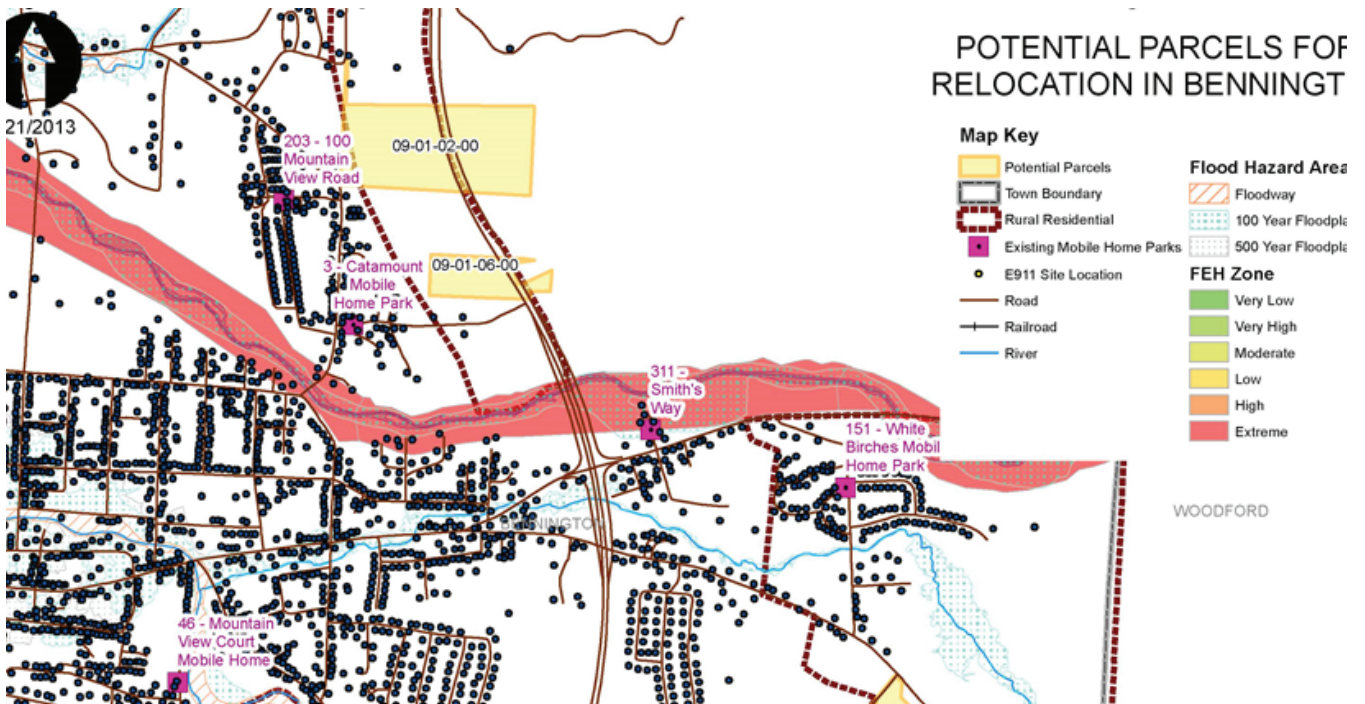 POTENTIAL PARCELS FOR
RELOCATION IN BENNINGT
21/2013
Map Key
Potential Parcels
Town Boundary
Rural Residential
Existing Mobile Home Parks
E911 Site Location
Road
Railroad
River
Flood Hazard Area
Floodway
100 Year Floodpla
500 Year Floodpla
FEH Zone
Very Low
Very High
Moderate
Low
High
Extreme
203 - 100
Mountain
View Road
09-01-02-00
3 - Catamount
Mobile
Home Park
09-01-06-00
311 -
Smith's
Way
151 - White
Birches Mobil
Home Park
BENNINGTON
WOODFORD
46 - Mountain
View Court
Mobile Home